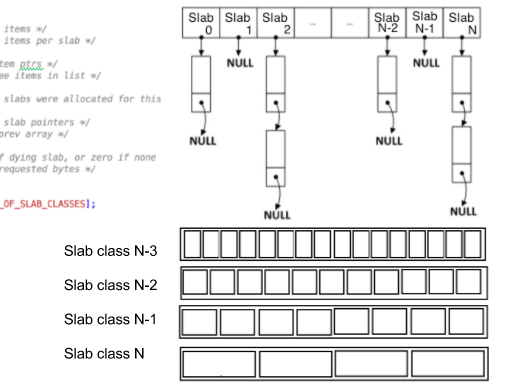 items */
items per slab */
tem ptrs */
ee items in list */
slabs were allocated for this
slab pointers */
prev array */
f dying slab, or zero if none
requested bytes */
_OF_SLAB_CLASSES];
Slab 0
Slab 1
Slab 2
...
...
Slab N-2
Slab N-1
Slab N
NULL
NULL
NULL
NULL
NULL
NULL
Slab class N-3
Slab class N-2
Slab class N-1
Slab class N